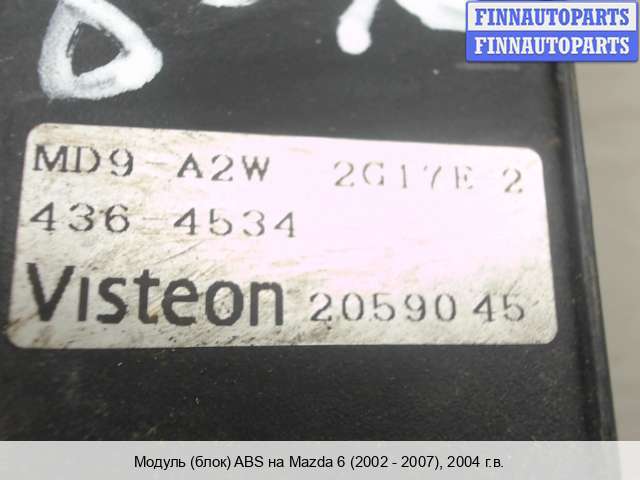 FINNAUTOPARTS
FINNAUTOPARTS
MD9-A2W 2G17E 2
436-4534
Visteon 2059045
Модуль (блок) ABS на Mazda 6 (2002 - 2007), 2004 г.в.